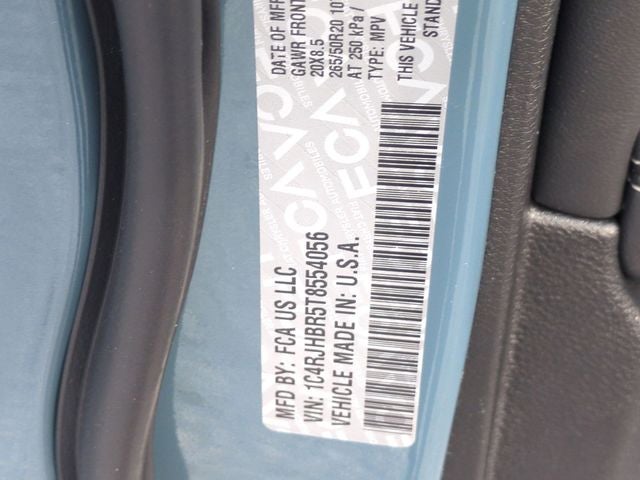 DATE OF MFR
GAWR FRONT
20X8.5
265/50R20 10
AT 250 kPa /
TYPE: MPV
THIS VEHICLE
STAND
MFD BY: FCA US LLC
VIN: 1C4RJHBR5T8554056
VEHICLE MADE IN: U.S.A.